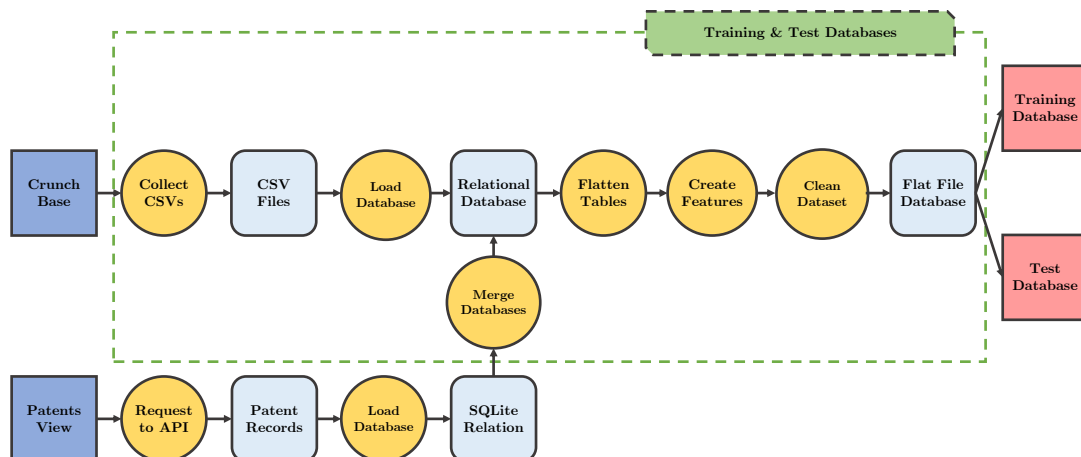 Training & Test Databases
Training
Database
Crunch
Base
Collect
CSVs
CSV
Files
Load
Database
Relational
Database
Flatten
Tables
Create
Features
Clean
Dataset
Flat File
Database
Test
Database
Merge
Databases
Patents
View
Request
to API
Patent
Records
Load
Database
SQLite
Relation